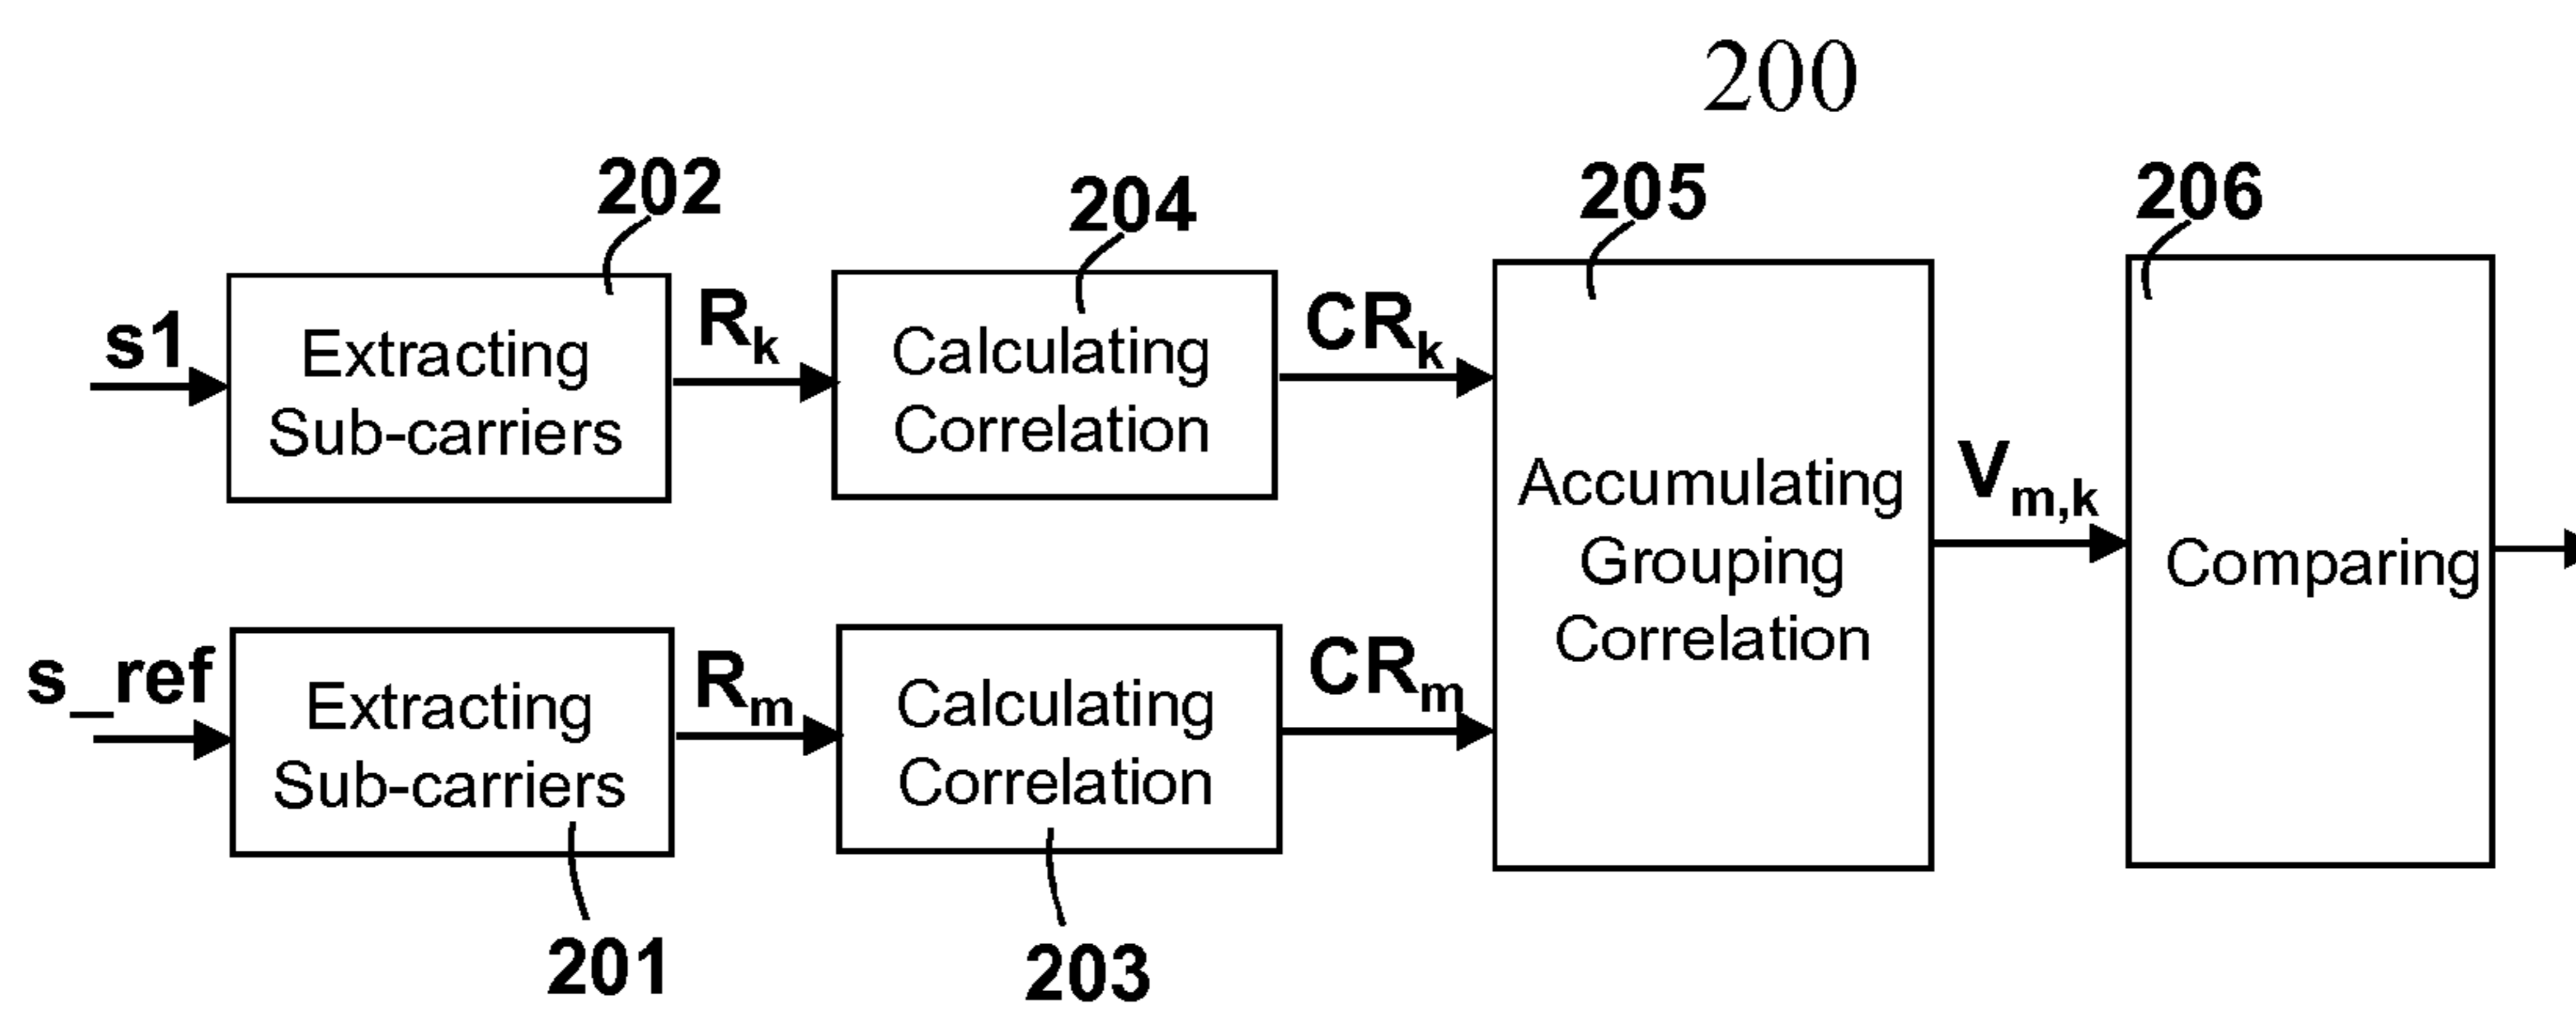 200
202
204
205
206
s1
Extracting
Sub-carriers
R_k
Calculating
Correlation
CR_k
s_ref
Extracting
Sub-carriers
R_m
Calculating
Correlation
CR_m
Accumulating
Grouping
Correlation
V_m,k
Comparing
201
203